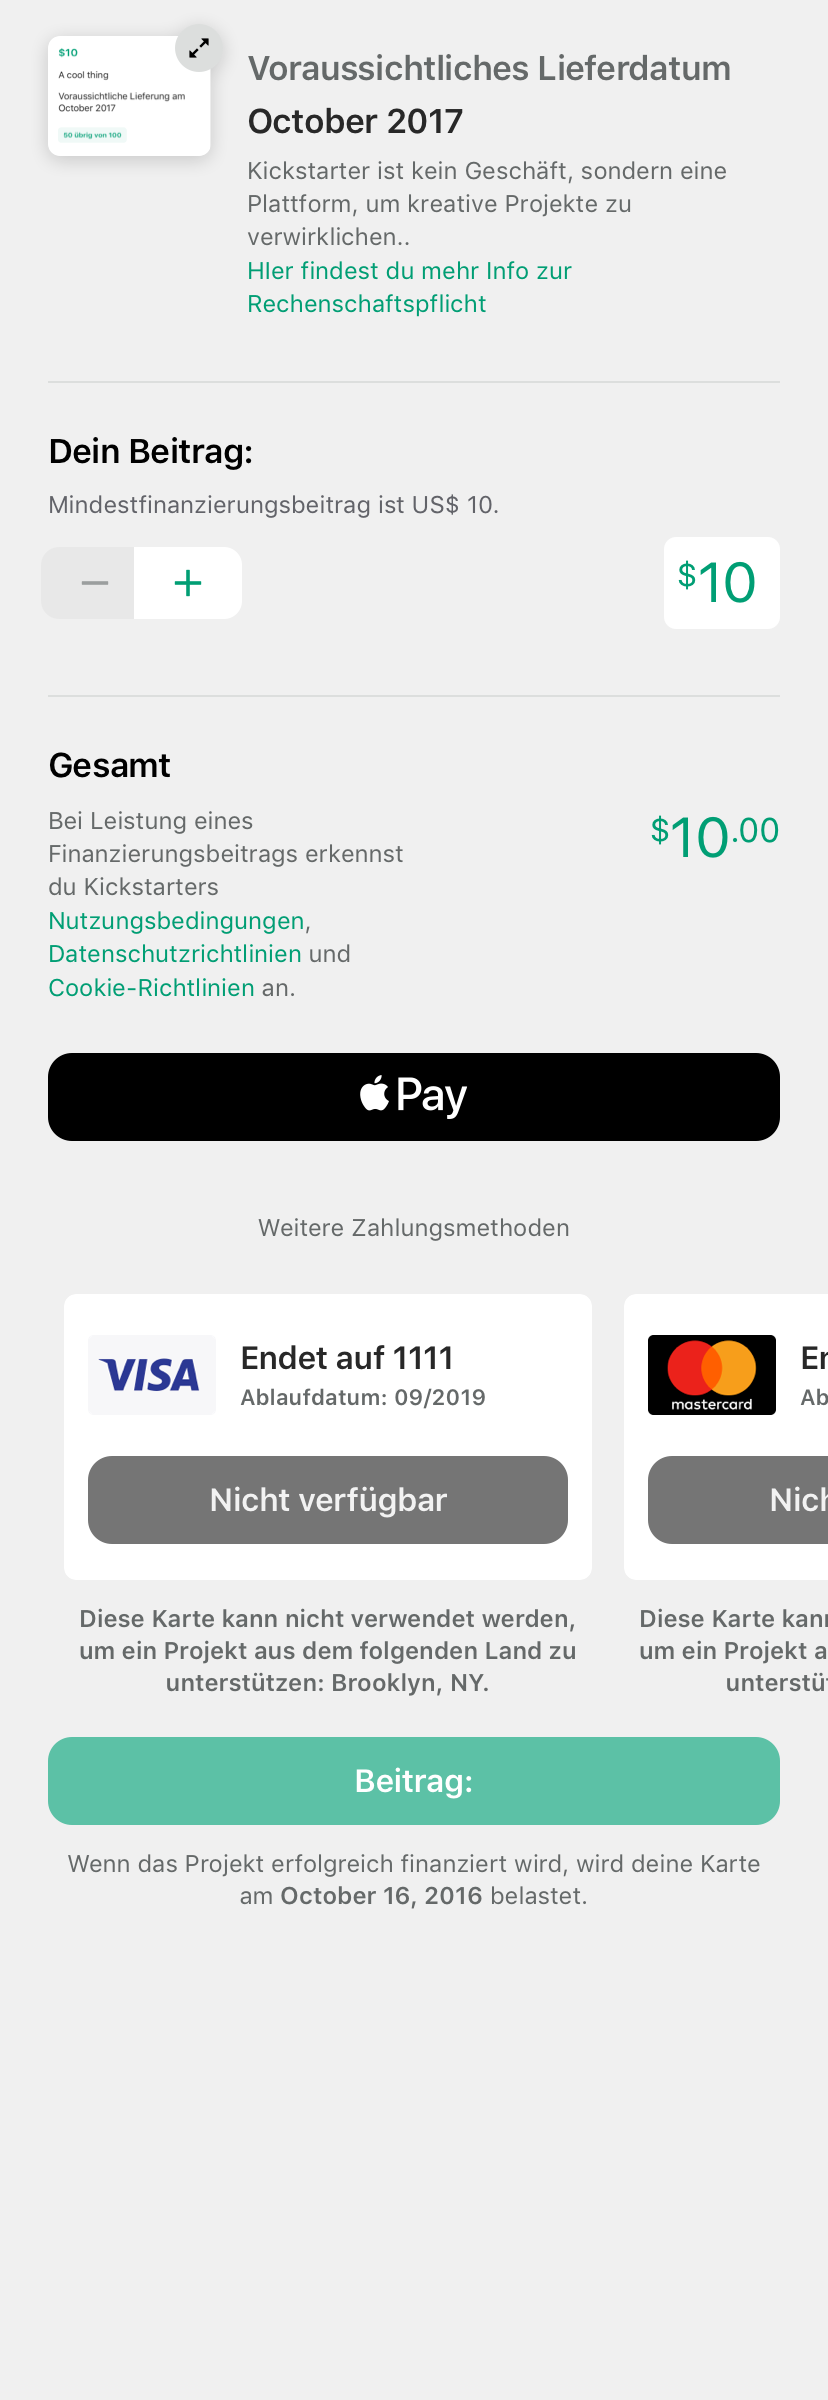 $10
A cool thing
Voraussichtliche Lieferung am
October 2017
50 übrig von 100
Voraussichtliches Lieferdatum
October 2017
Kickstarter ist kein Geschäft, sondern eine
Plattform, um kreative Projekte zu
verwirklichen..
HIer findest du mehr Info zur
Rechenschaftspflicht
Dein Beitrag:
Mindestfinanzierungsbeitrag ist US$ 10.
$10
Gesamt
Bei Leistung eines
Finanzierungsbeitrags erkennst
du Kickstarters
Nutzungsbedingungen,
Datenschutzrichtlinien und
Cookie-Richtlinien an.
$10.00
Pay
Weitere Zahlungsmethoden
VISA
Endet auf 1111
Ablaufdatum: 09/2019
Nicht verfügbar
Diese Karte kann nicht verwendet werden,
um ein Projekt aus dem folgenden Land zu
unterstützen: Brooklyn, NY.
mastercard
Diese Karte
um ein Projekt
Beitrag:
Wenn das Projekt erfolgreich finanziert wird, wird deine Karte
am October 16, 2016 belastet.